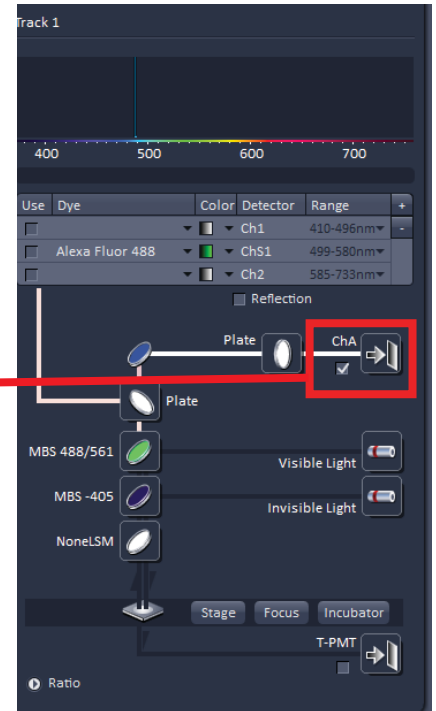 Track 1
400 500 600 700
Use Dye Color Detector Range +
Ch1 410-496nm -
Alexa Fluor 488 ChS1 499-580nm
Ch2 585-733nm
Reflection
Plate ChA
Plate
MBS 488/561
Visible Light
MBS -405
Invisible Light
NoneLSM
Stage Focus Incubator
T-PMT
Ratio